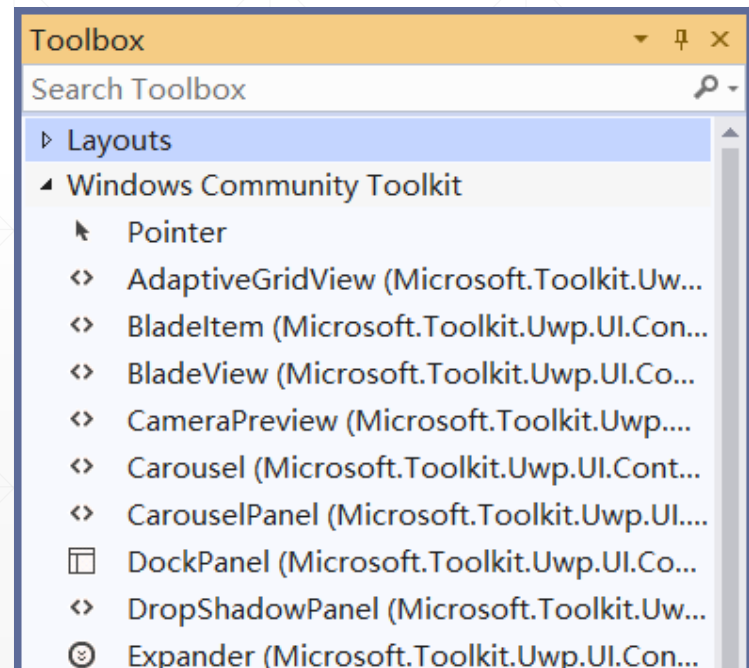 Toolbox
Search Toolbox
Layouts
Windows Community Toolkit
Pointer
AdaptiveGridView (Microsoft.Toolkit.Uw...
BladeItem (Microsoft.Toolkit.Uwp.UI.Con...
BladeView (Microsoft.Toolkit.Uwp.UI.Co...
CameraPreview (Microsoft.Toolkit.Uwp....
Carousel (Microsoft.Toolkit.Uwp.UI.Cont...
CarouselPanel (Microsoft.Toolkit.Uwp.UI....
DockPanel (Microsoft.Toolkit.Uwp.UI.Co...
DropShadowPanel (Microsoft.Toolkit.Uw...
Expander (Microsoft.Toolkit.Uwp.UI.Con...